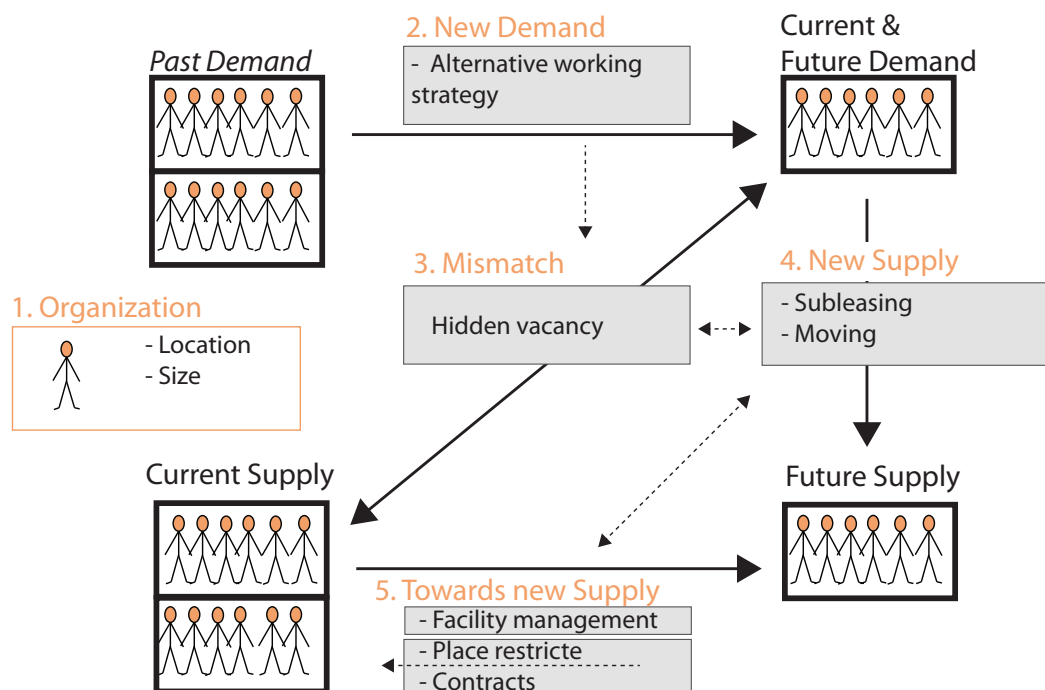 2. New Demand
Current &
Future Demand
Past Demand
- Alternative working
strategy
3. Mismatch
4. New Supply
Hidden vacancy
- Subleasing
- Moving
1. Organization
- Location
- Size
Current Supply
Future Supply
5. Towards new Supply
- Facility management
- Place restricte
- Contracts